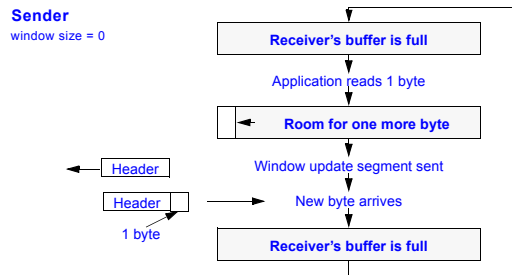 Sender
window size = 0
Receiver's buffer is full
Application reads 1 byte
Room for one more byte
Window update segment sent
Header
Header
New byte arrives
1 byte
Receiver's buffer is full